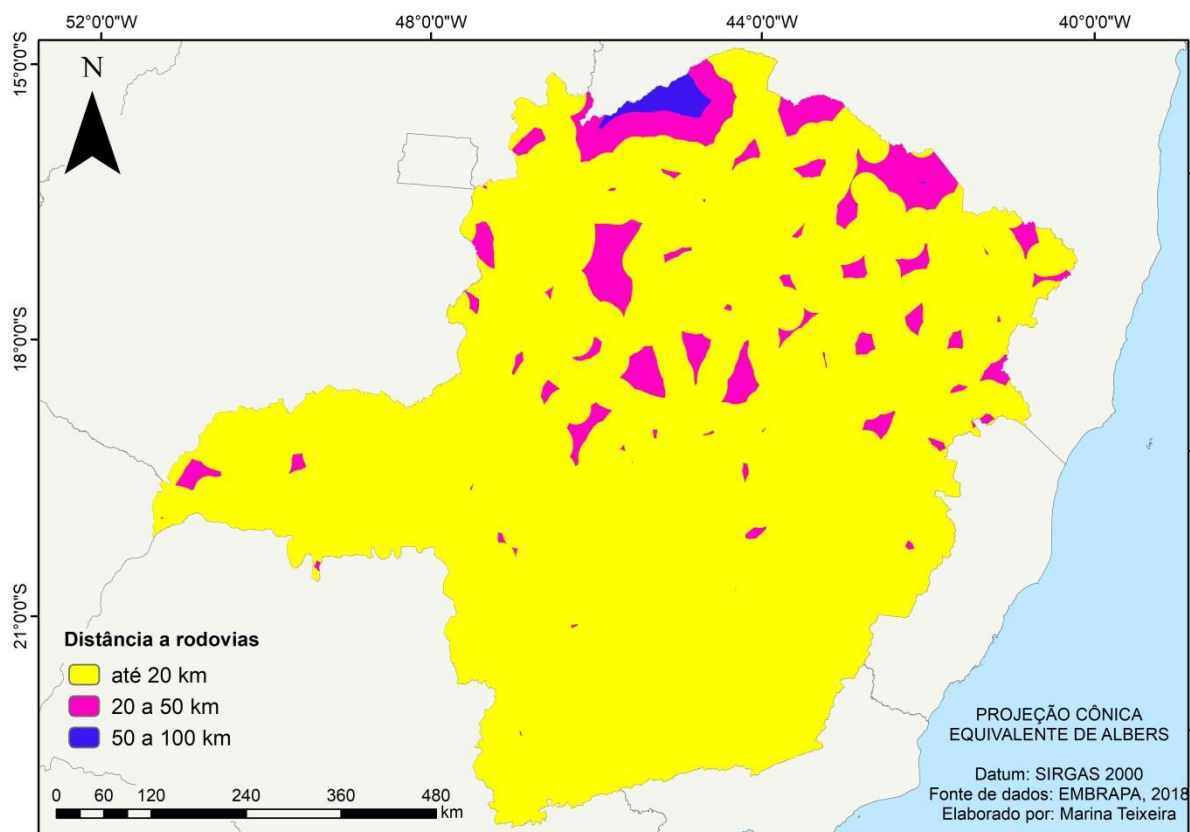 52°0'0"W
48°0'0"W
44°0'0"W
40°0'0"W
15°0'0"S
18°0'0"S
21°0'0"S
N
Distância a rodovias
até 20 km
20 a 50 km
50 a 100 km
0 60 120 240 360 480
km
PROJEÇÃO CÔNICA
EQUIVALENTE DE ALBERS
Datum: SIRGAS 2000
Fonte de dados: EMBRAPA, 2018
Elaborado por: Marina Teixeira